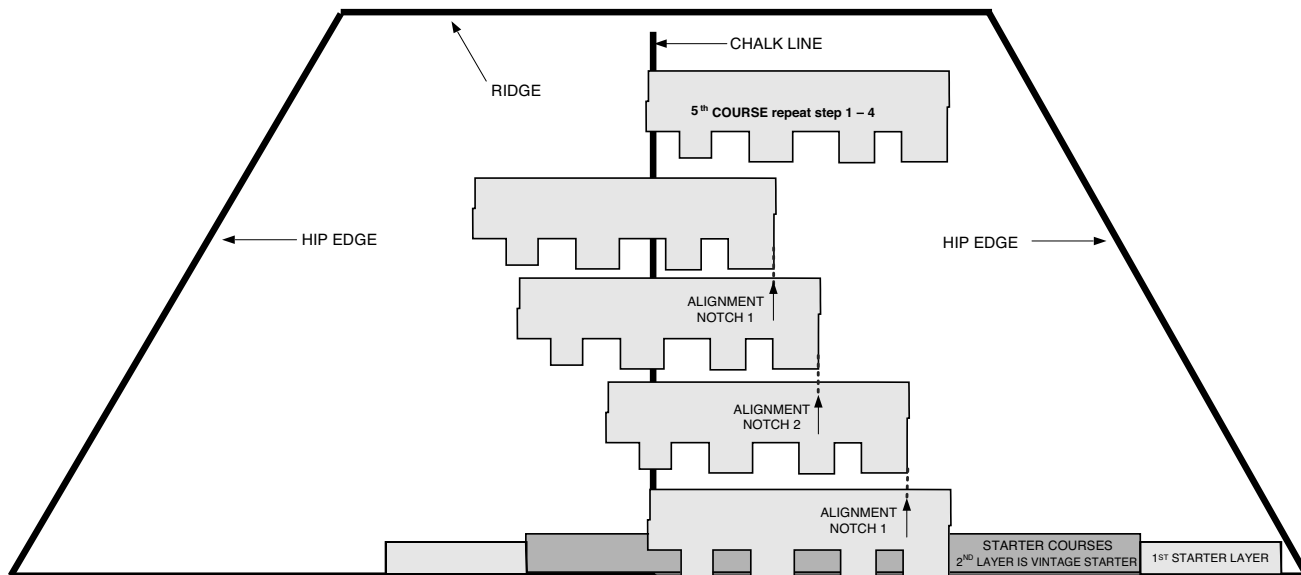 CHALK LINE
RIDGE
5th COURSE repeat step 1 – 4
HIP EDGE
HIP EDGE
ALIGNMENT
NOTCH 1
ALIGNMENT
NOTCH 2
ALIGNMENT
NOTCH 1
STARTER COURSES
2ND LAYER IS VINTAGE STARTER
1ST STARTER LAYER